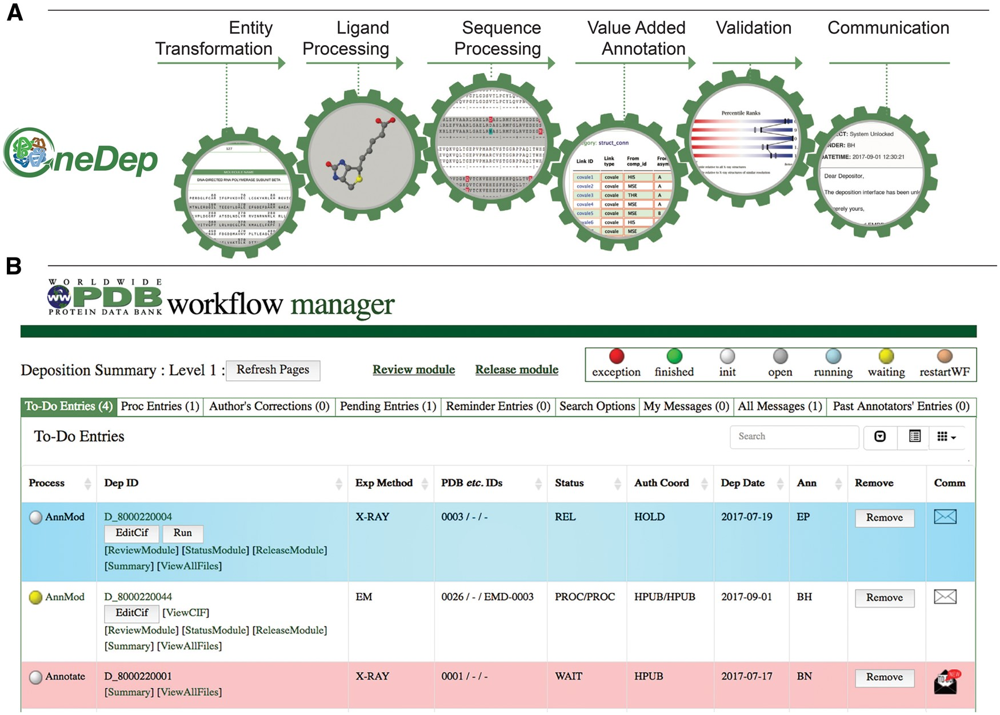 A
Entity Transformation
Ligand Processing
Sequence Processing
Value Added Annotation
Validation
Communication
OneDep
127
MOLECULE NAME
DNA-DIRECTED RNA POLYMERASE SUBUNIT BETA
egory: struct_conn
Link ID Link type From comp_id From asym
covale1 covale HIS A
covale2 covale MSE A
covale3 covale THR A
covale4 covale MSE A
covale5 covale MSE B
vale6 covale HIS
covale MSE
Percentile Ranks
ECT: System Unlocked
NDER: BH
DATETIME: 2017-09-01 12:30:21
Dear Depositor,
The deposition interface has been unlo
erely yours,
B
WORLDWIDE
PDB
PROTEIN DATA BANK
workflow manager
Deposition Summary : Level 1 : Refresh Pages Review module Release module
exception finished init open running waiting restartWF
To-Do Entries (4) Proc Entries (1) Author's Corrections (0) Pending Entries (1) Reminder Entries (0) Search Options My Messages (0) All Messages (1) Past Annotators' Entries (0)
To-Do Entries Search
Process Dep ID Exp Method PDB etc. IDs Status Auth Coord Dep Date Ann Remove Comm
AnnMod D_8000220004 X-RAY 0003 / - / - REL HOLD 2017-07-19 EP Remove
EditCif Run
[ReviewModule] [StatusModule] [ReleaseModule]
[Summary] [ViewAllFiles]
AnnMod D_8000220044 EM 0026 / - / EMD-0003 PROC/PROC HPUB/HPUB 2017-09-01 BH Remove
EditCif [ViewCIF]
[ReviewModule] [StatusModule] [ReleaseModule]
[Summary] [ViewAllFiles]
Annotate D_8000220001 X-RAY 0001 / - / - WAIT HPUB 2017-07-17 BN Remove NEW
[Summary] [ViewAllFiles]